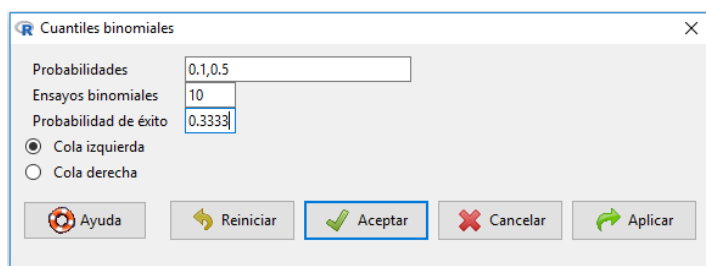 Cuantiles binomiales
Probabilidades 0.1,0.5
Ensayos binomiales 10
Probabilidad de éxito 0.3333
Cola izquierda
Cola derecha
Ayuda Reiniciar Aceptar Cancelar Aplicar